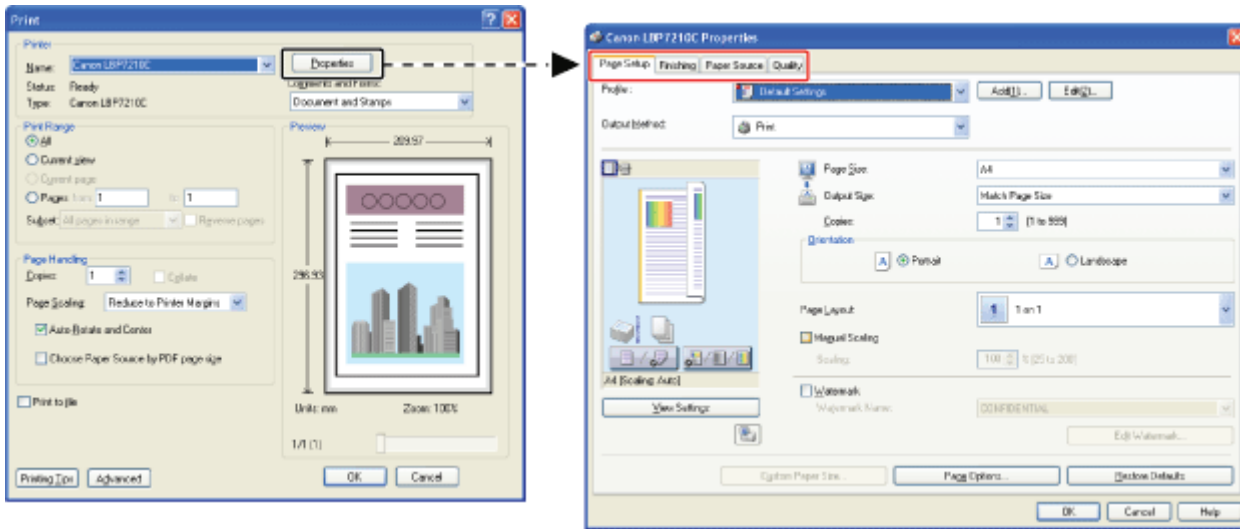 Print
Printer
Name: Canon LBP7210C
Properties
Status: Ready
Type: Canon LBP7210C
Comments and Forms:
Document and Stamps
Print Range
All
Current view
Current page
Pages from: 1 to: 1
Subset: All pages in range
Reverse pages
Page Handling
Copies: 1
Collate
Page Scaling: Reduce to Printer Margins
Auto-Rotate and Center
Choose Paper Source by PDF page size
Print to file
Preview
209.97
296.93
Units: mm
Zoom: 100%
1/1 (1)
Printing Tips
Advanced
OK
Cancel
Canon LBP7210C Properties
Page Setup
Finishing
Paper Source
Quality
Profile:
Default Settings
Add(1)...
Edit(2)...
Output Method:
Print
Page Size:
A4
Output Size:
Match Page Size
Copies:
1 [1 to 999]
Orientation
A Portrait
A Landscape
Page Layout:
1 1 on 1
Manual Scaling
Scaling:
100 % [25 to 200]
A4 [Scaling: Auto]
View Settings
Watermark
Watermark Name:
CONFIDENTIAL
Edit Watermark...
Custom Paper Size...
Page Options...
Restore Defaults
OK
Cancel
Help